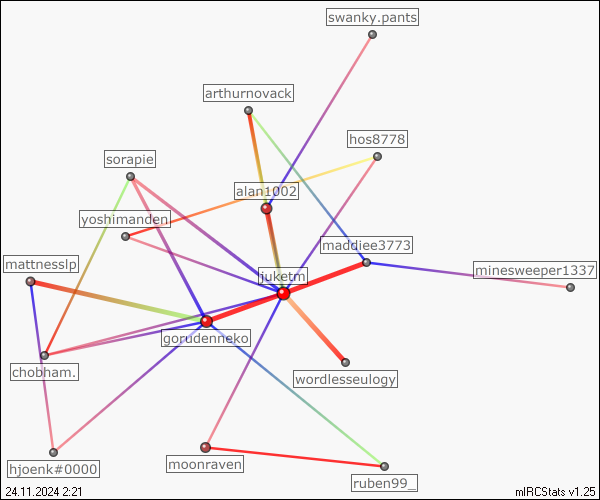 swanky.pants
arthurnovack
hos8778
sorapie
alan1002
yoshimanden
maddiee3773
mattnesslp
juketm
minesweeper1337
gorudenneko
chobham.
wordlesseulogy
moonraven
hjoenk#0000
ruben99_
24.11.2024 2:21
mIRCStats v1.25